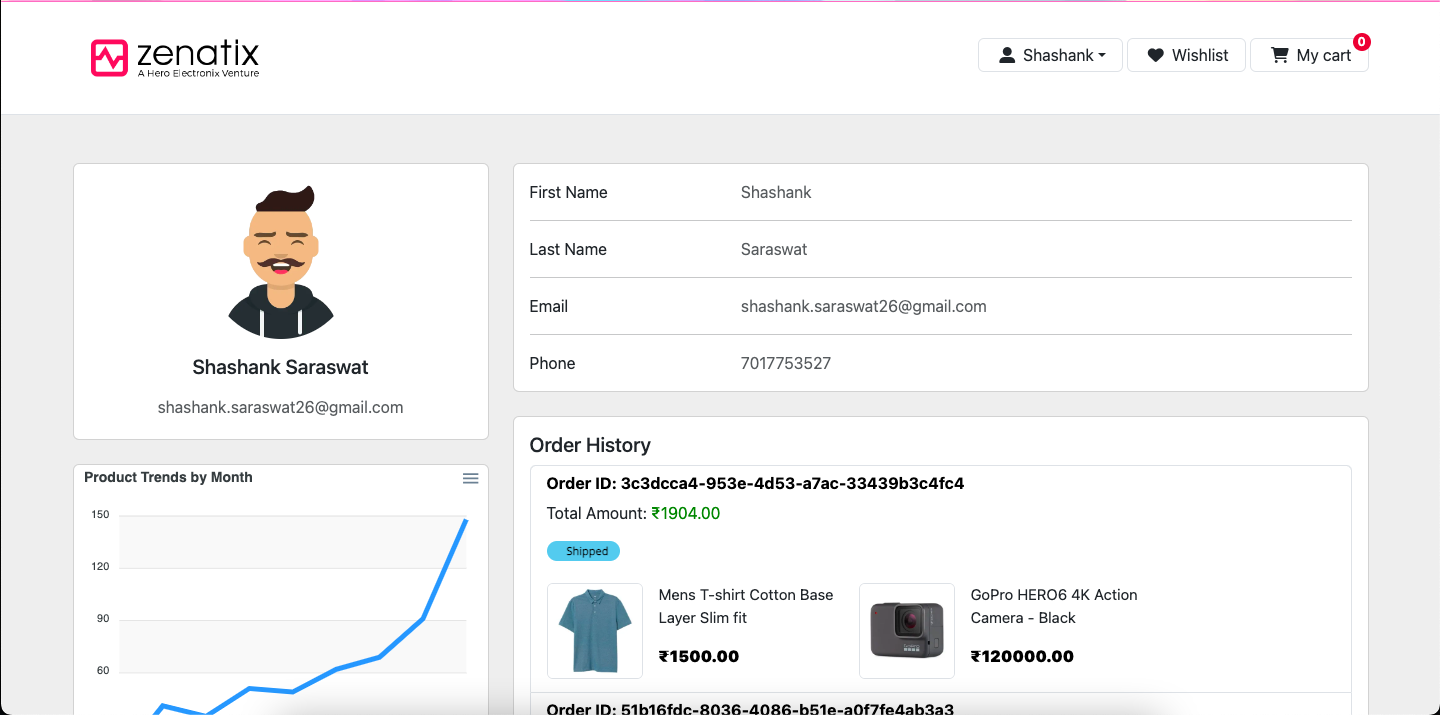 zenatix
A Hero Electronix Venture
Shashank
Wishlist
My cart
0
Shashank Saraswat
shashank.saraswat26@gmail.com
First Name Shashank
Last Name Saraswat
Email shashank.saraswat26@gmail.com
Phone 7017753527
Product Trends by Month
150
120
90
60
Order History
Order ID: 3c3dcca4-953e-4d53-a7ac-33439b3c4fc4
Total Amount: ₹1904.00
Shipped
Mens T-shirt Cotton Base
Layer Slim fit
₹1500.00
GoPro HERO6 4K Action
Camera - Black
₹120000.00
Order ID: 51b16fdc-8036-4086-b51e-a0f7fe4ab3a3